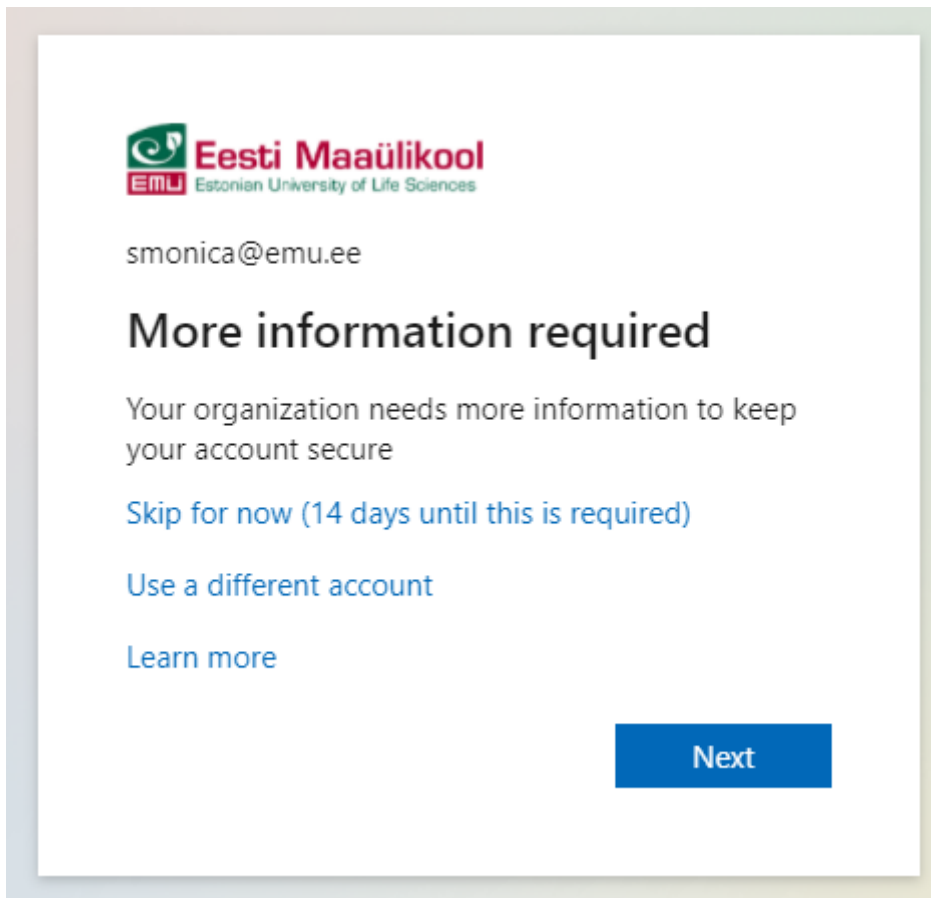 Eesti Maaülikool
EMU
Estonian University of Life Sciences
smonica@emu.ee
More information required
Your organization needs more information to keep
your account secure
Skip for now (14 days until this is required)
Use a different account
Learn more
Next